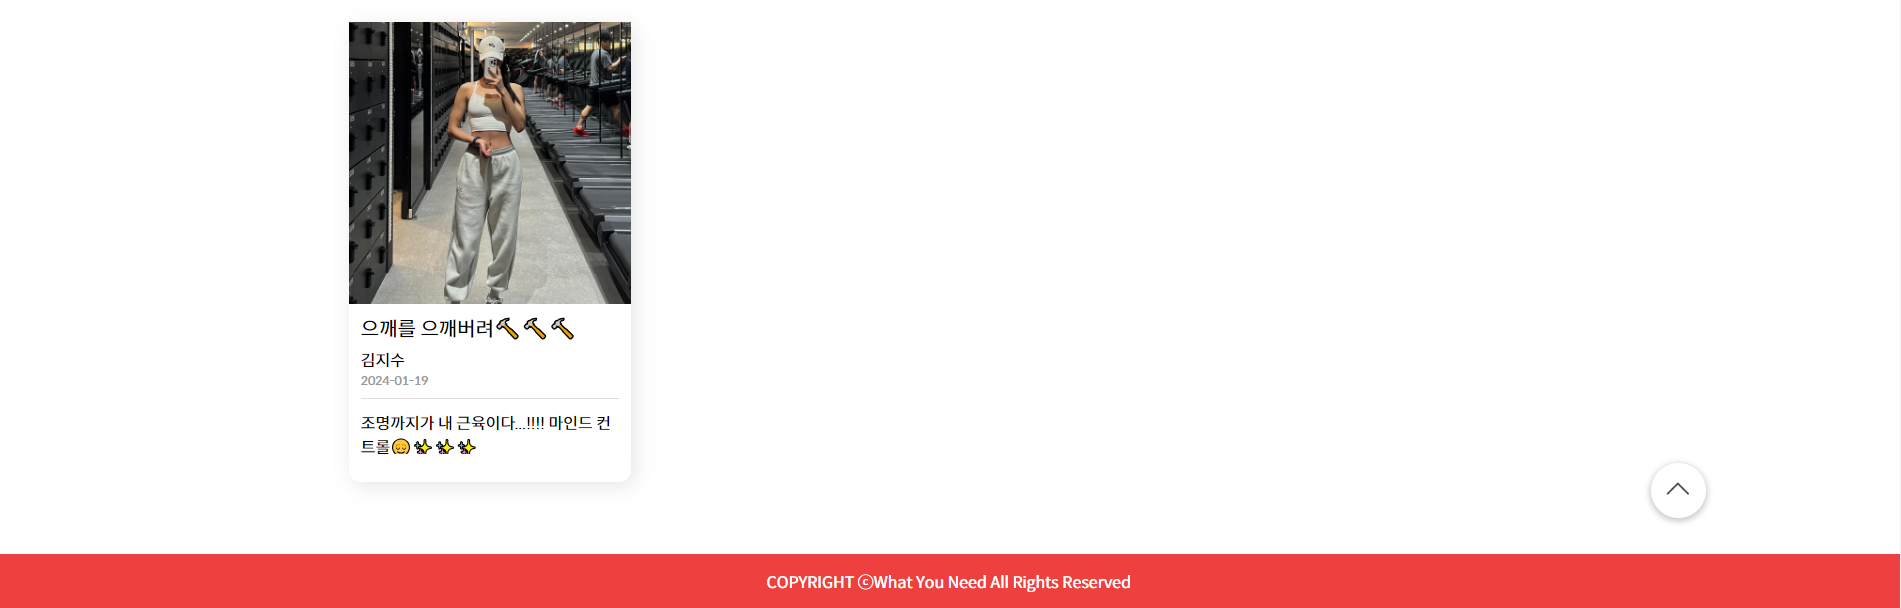 으깨를 으깨버려🔨🔨🔨
김지수
2024-01-19
조명까지가 내 근육이다...!!!! 마인드 컨
트롤😌✨✨✨
COPYRIGHT ⓒWhat You Need All Rights Reserved